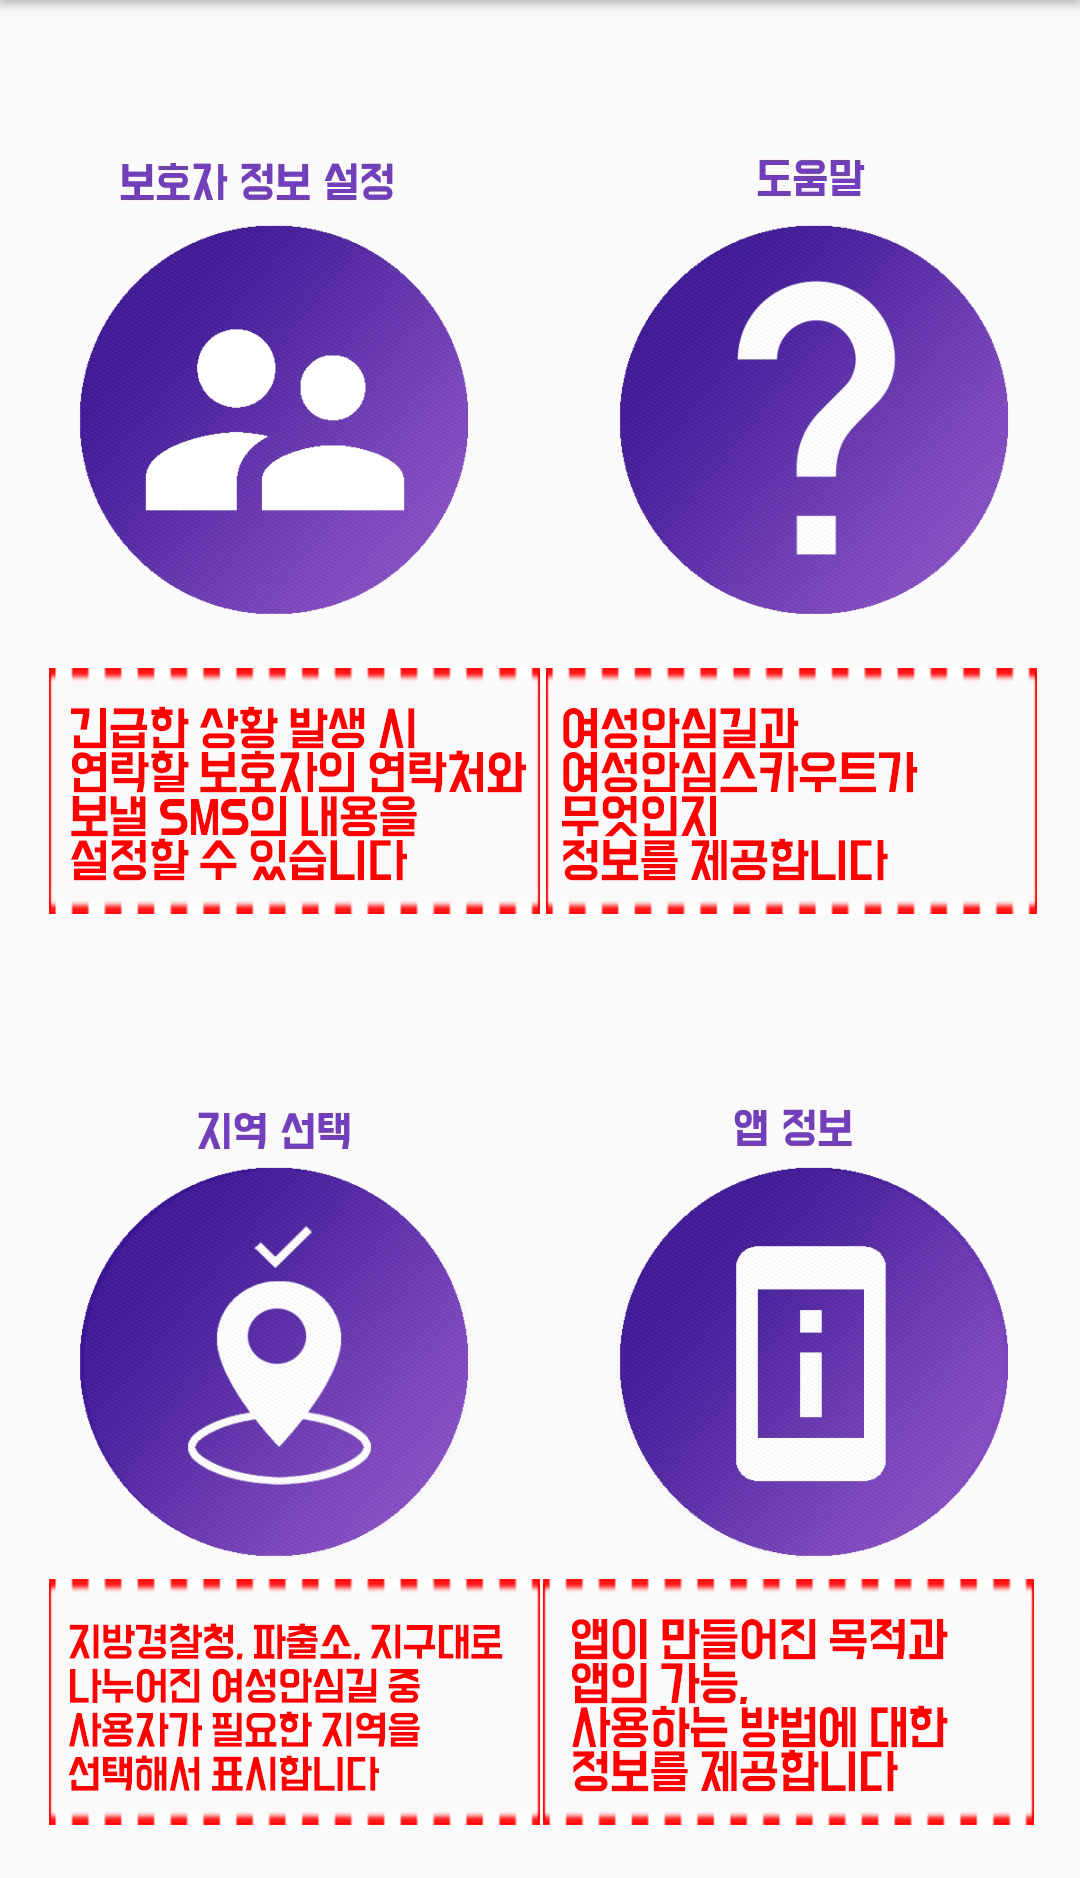 보호자 정보 설정
도움말
긴급한 상황 발생 시
연락할 보호자의 연락처와
보낼 SMS의 내용을
설정할 수 있습니다
여성안심길과
여성안심스카우트가
무엇인지
정보를 제공합니다
지역 선택
앱 정보
지방경찰청, 파출소, 지구대로
나누어진 여성안심길 중
사용자가 필요한 지역을
선택해서 표시합니다
앱이 만들어진 목적과
앱의 가능,
사용하는 방법에 대한
정보를 제공합니다